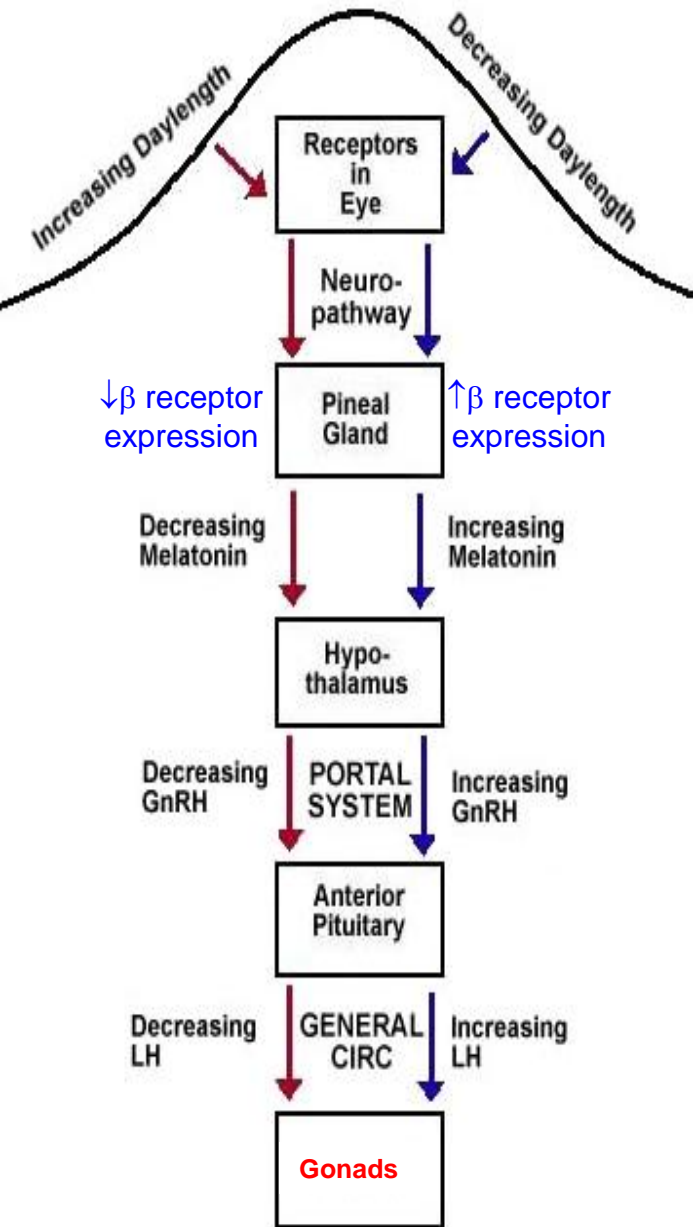 Increasing Daylength
Decreasing Daylength
Receptors
in
Eye
Neuro-
pathway
↓β receptor
expression
Pineal
Gland
↑β receptor
expression
Decreasing
Melatonin
Increasing
Melatonin
Hypo-
thalamus
Decreasing
GnRH
PORTAL
SYSTEM
Increasing
GnRH
Anterior
Pituitary
Decreasing
LH
GENERAL
CIRC
Increasing
LH
Gonads